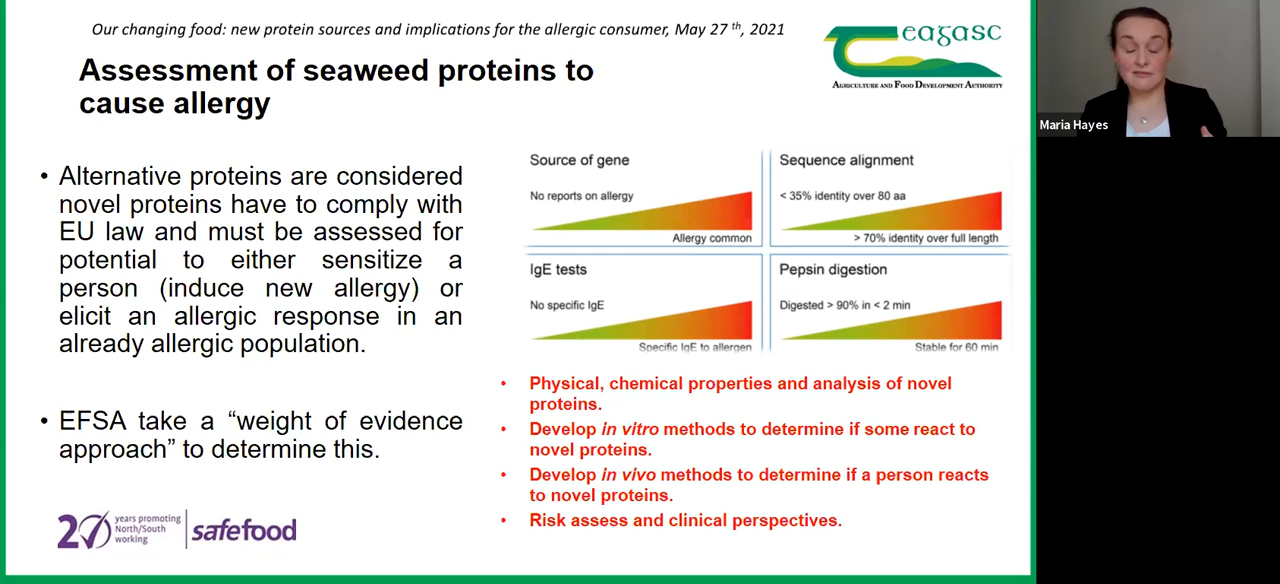 Our changing food: new protein sources and implications for the allergic consumer, May 27 th, 2021
eagasc
AGRICULTURE AND FOOD DEVELOPMENT AUTHORITY
Assessment of seaweed proteins to
cause allergy
Maria Hayes
• Alternative proteins are considered
novel proteins have to comply with
EU law and must be assessed for
potential to either sensitize a
person (induce new allergy) or
elicit an allergic response in an
already allergic population.
• EFSA take a “weight of evidence
approach” to determine this.
Source of gene
No reports on allergy
Allergy common
Sequence alignment
< 35% identity over 80 aa
> 70% identity over full length
IgE tests
No specific IgE
Specific IgE to allergen
Pepsin digestion
Digested > 90% in < 2 min
Stable for 60 min
• Physical, chemical properties and analysis of novel
proteins.
• Develop in vitro methods to determine if some react to
novel proteins.
• Develop in vivo methods to determine if a person reacts
to novel proteins.
• Risk assess and clinical perspectives.
20 years promoting
North/South
working
safefood